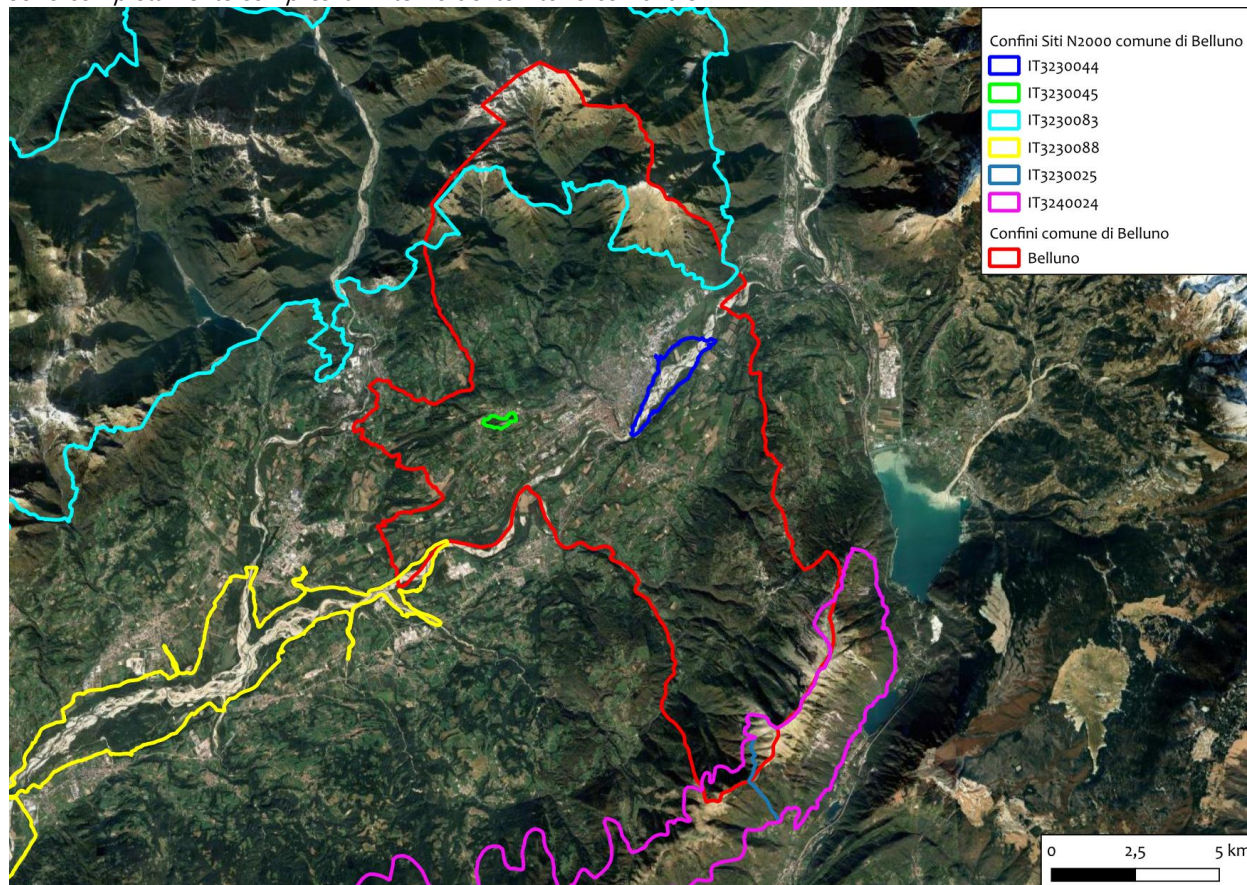 Confini Siti N2000 comune di Belluno
IT3230044
IT3230045
IT3230083
IT3230088
IT3230025
IT3240024
Confini comune di Belluno
Belluno
0 2,5 5 km